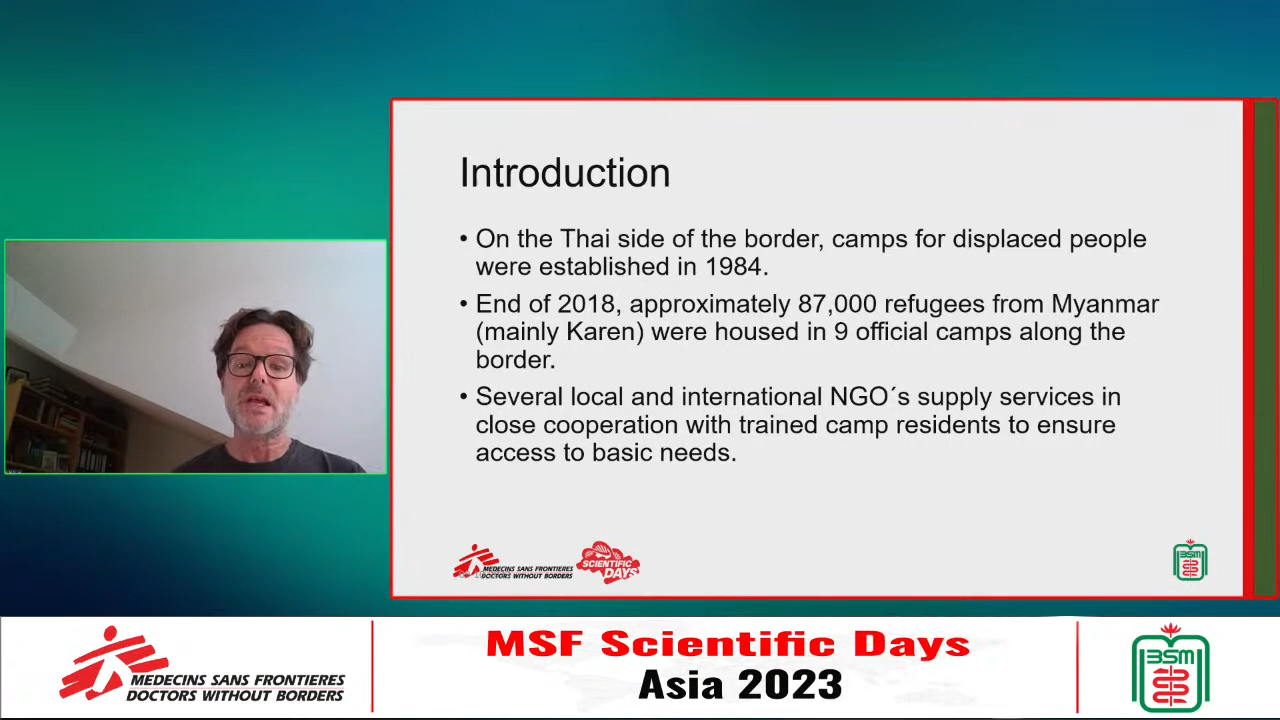 Introduction
• On the Thai side of the border, camps for displaced people
were established in 1984.
• End of 2018, approximately 87,000 refugees from Myanmar
(mainly Karen) were housed in 9 official camps along the
border.
• Several local and international NGO´s supply services in
close cooperation with trained camp residents to ensure
access to basic needs.
MEDECINS SANS FRONTIERES
DOCTORS WITHOUT BORDERS
SCIENTIFIC
DAYS
BSM
MEDECINS SANS FRONTIERES
DOCTORS WITHOUT BORDERS
MSF Scientific Days
Asia 2023
BSM